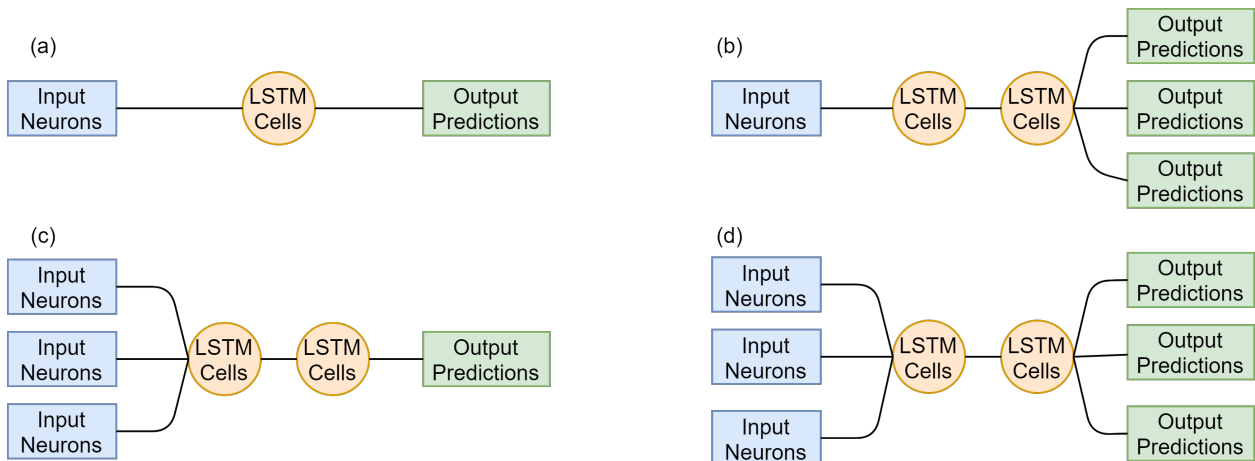 (a)
Input
Neurons
LSTM
Cells
Output
Predictions
(b)
Input
Neurons
LSTM
Cells
LSTM
Cells
Output
Predictions
Output
Predictions
Output
Predictions
(c)
Input
Neurons
Input
Neurons
Input
Neurons
LSTM
Cells
LSTM
Cells
Output
Predictions
(d)
Input
Neurons
Input
Neurons
Input
Neurons
LSTM
Cells
LSTM
Cells
Output
Predictions
Output
Predictions
Output
Predictions